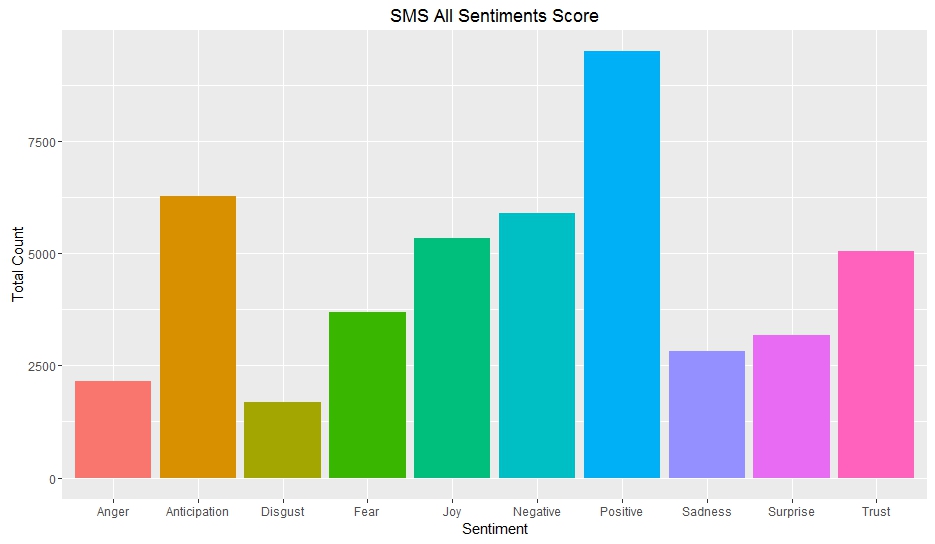 SMS All Sentiments Score
Total Count
7500
5000
2500
0
Anger Anticipation Disgust Fear Joy Negative Positive Sadness Surprise Trust
Sentiment